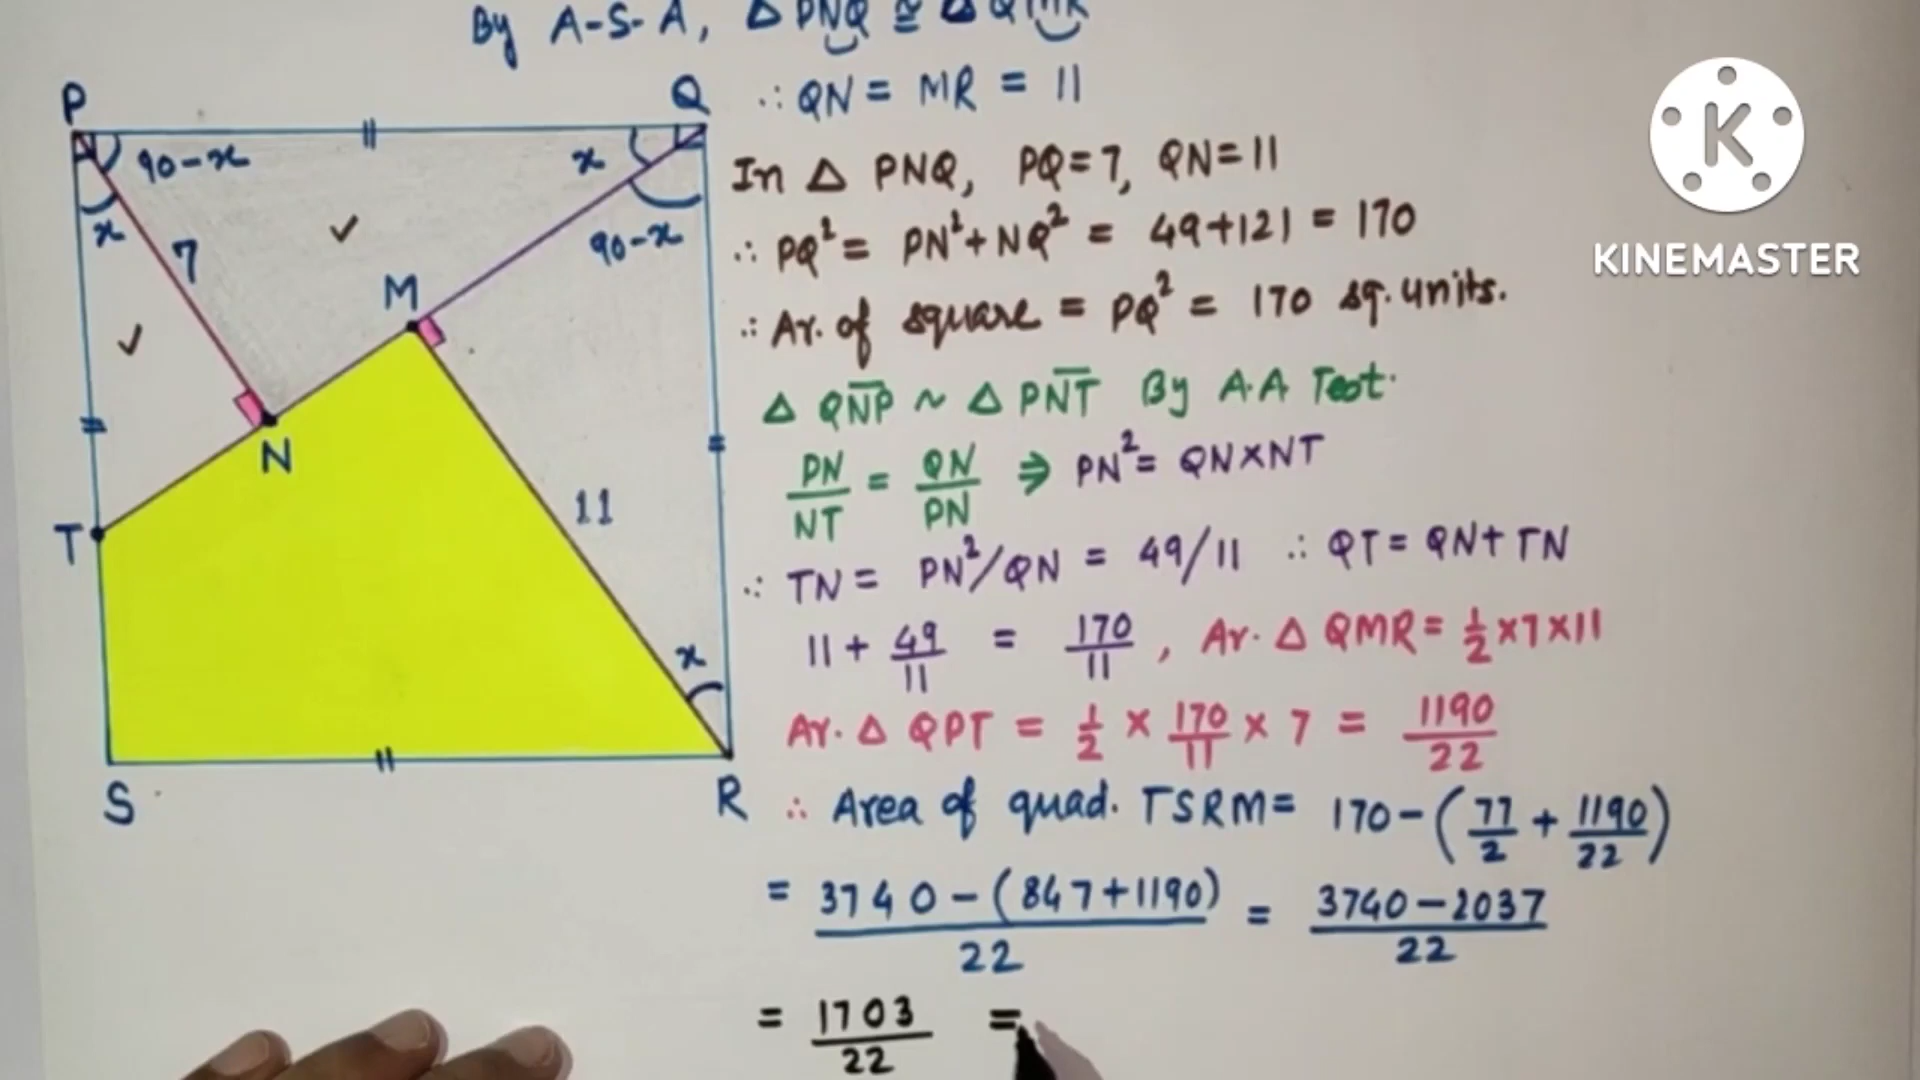 By A-S-A, △ PNQ ≅ △ QMR
∴ QN = MR = 11
In △ PNQ, PQ=7, QN=11
∴ PQ² = PN²+NQ² = 49+121 = 170
∴ Ar. of square = PQ² = 170 sq. units.
△ QNP ~ △ PNT By A.A Test.
PN/NT = QN/PN ⇒ PN² = QN×NT
∴ TN = PN²/QN = 49/11 ∴ QT = QN+TN
11 + 49/11 = 170/11, Ar. △ QMR = 1/2 ×7×11
Ar. △ QPT = 1/2 × 170/11 × 7 = 1190/22
∴ Area of quad. TSRM = 170-(77/2 + 1190/22)
= 3740-(847+1190)/22 = 3740-2037/22
= 1703/22 =
P
Q
90-x
x
x
7
90-x
M
N
T
11
x
S
R
K
KINEMASTER